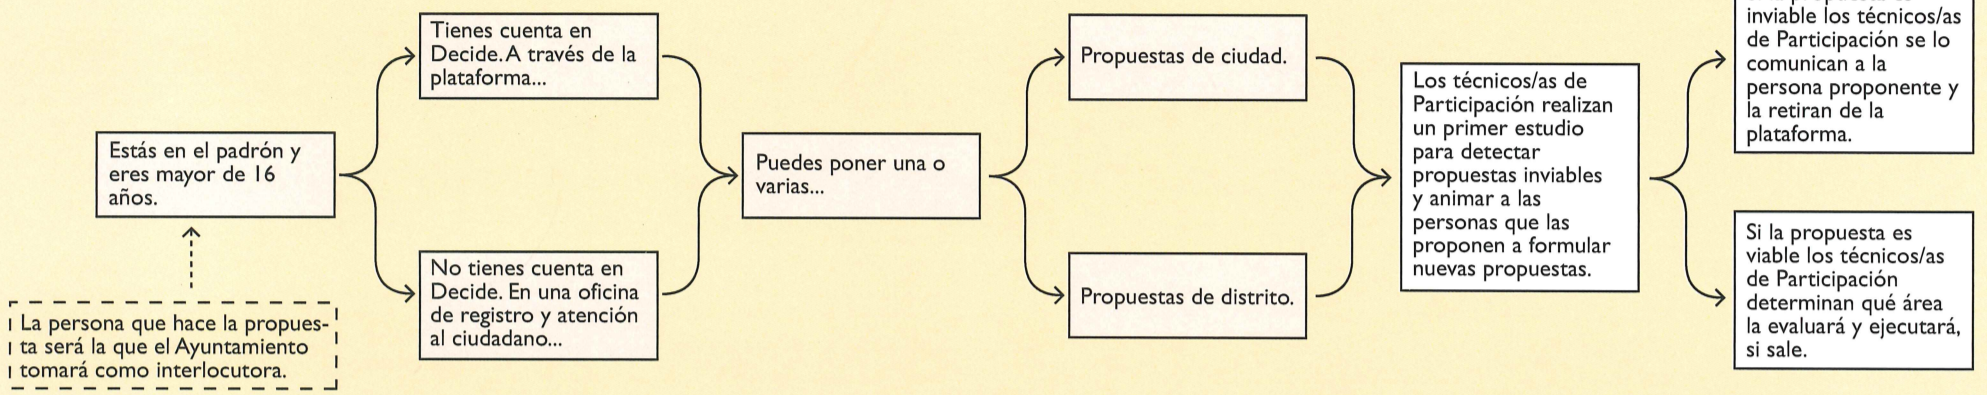 Estás en el padrón y
eres mayor de 16
años.
La persona que hace la propues-
ta será la que el Ayuntamiento
tomará como interlocutora.
Tienes cuenta en
Decide. A través de la
plataforma...
No tienes cuenta en
Decide. En una oficina
de registro y atención
al ciudadano...
Puedes poner una o
varias...
Propuestas de ciudad.
Propuestas de distrito.
Los técnicos/as de
Participación realizan
un primer estudio
para detectar
propuestas inviables
y animar a las
personas que las
proponen a formular
nuevas propuestas.
inviable los técnicos/as
de Participación se lo
comunican a la
persona proponente y
la retiran de la
plataforma.
Si la propuesta es
viable los técnicos/as
de Participación
determinan qué área
la evaluará y ejecutará,
si sale.